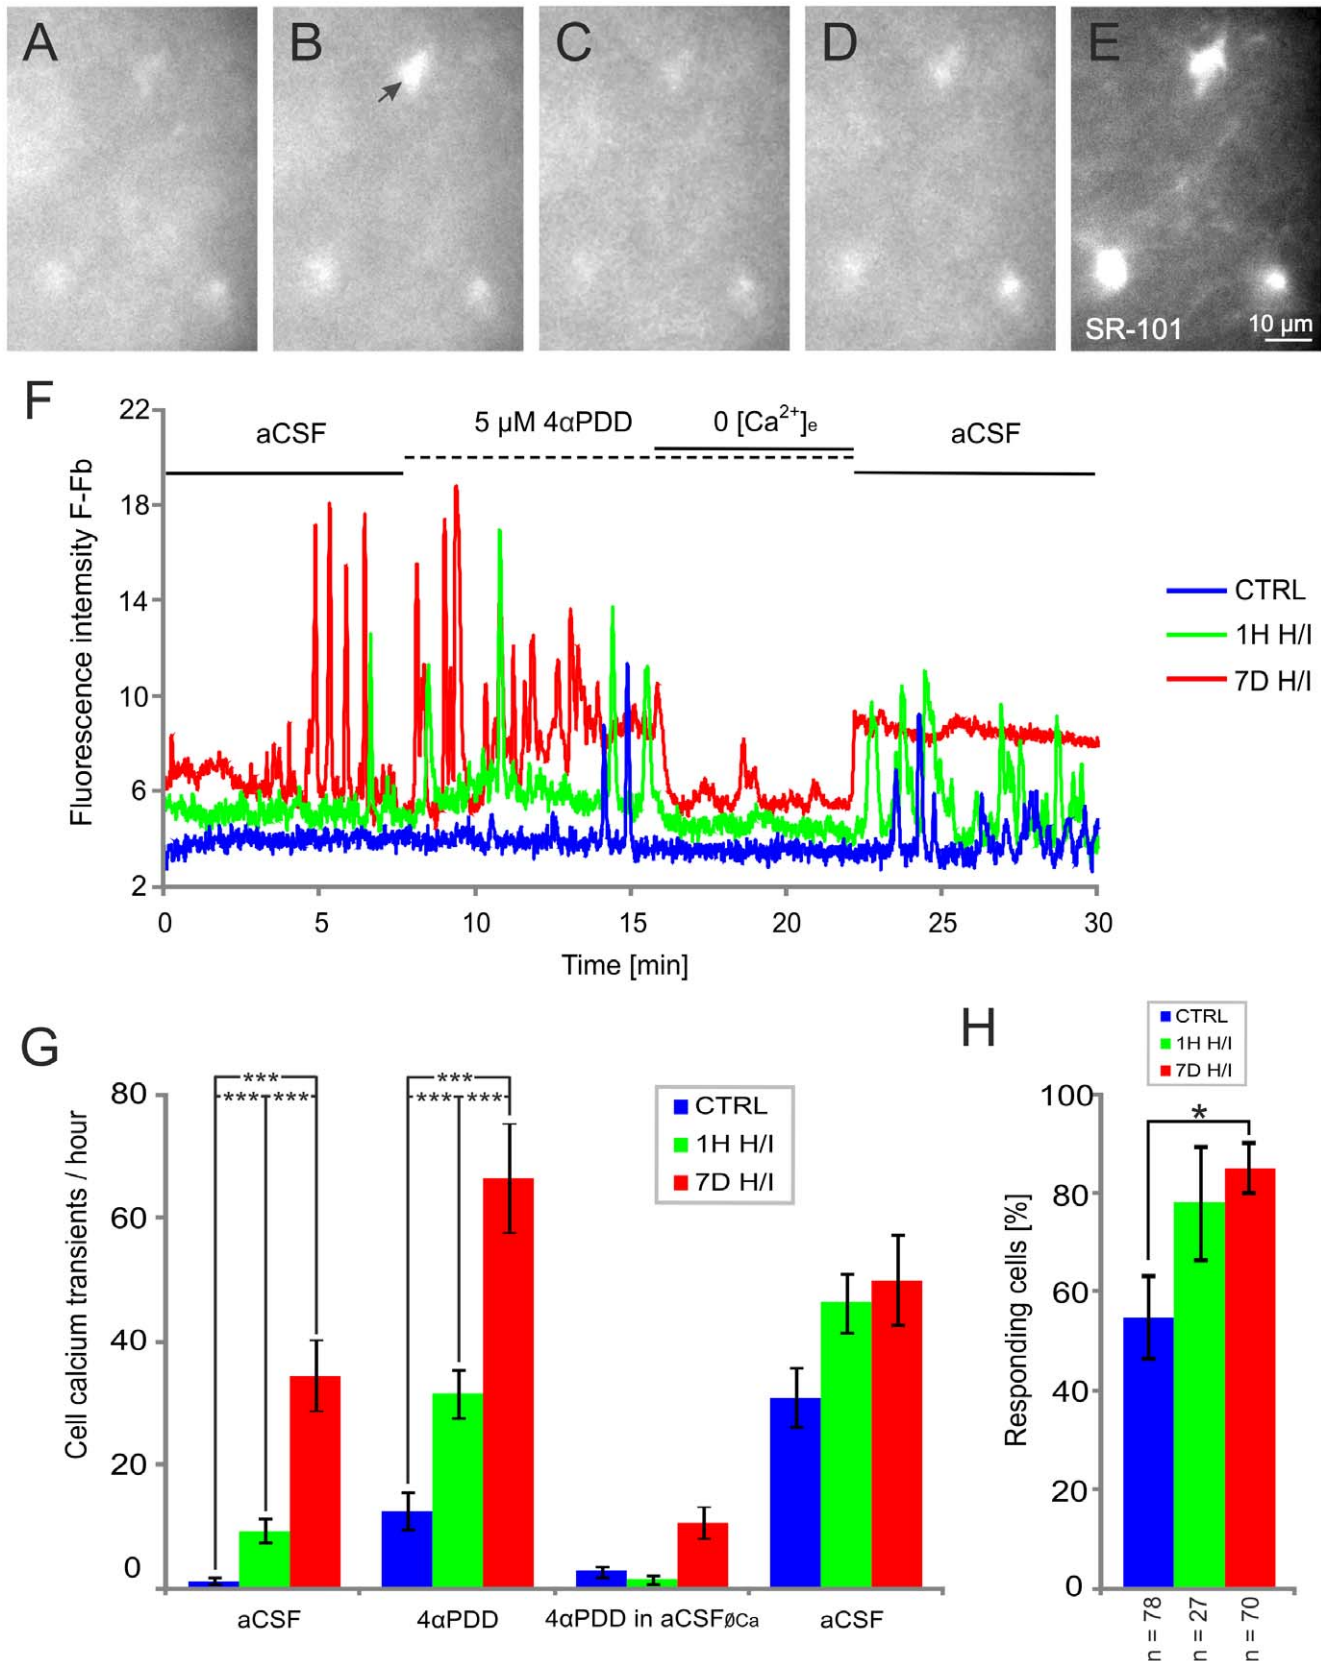 A B C D E
SR-101 10 µm
F
aCSF 5 µM 4αPDD 0 [Ca²⁺]e aCSF
Fluorescence intemsity F-Fb
22
18
14
10
6
2
0 5 10 15 20 25 30
Time [min]
CTRL
1H H/I
7D H/I
G
Cell calcium transients / hour
80
60
40
20
0
***
*** ***
***
*** ***
CTRL
1H H/I
7D H/I
aCSF 4αPDD 4αPDD in aCSFøCa aCSF
H
CTRL
1H H/I
7D H/I
Responding cells [%]
100
80
60
40
20
0
*
n = 78
n = 27
n = 70